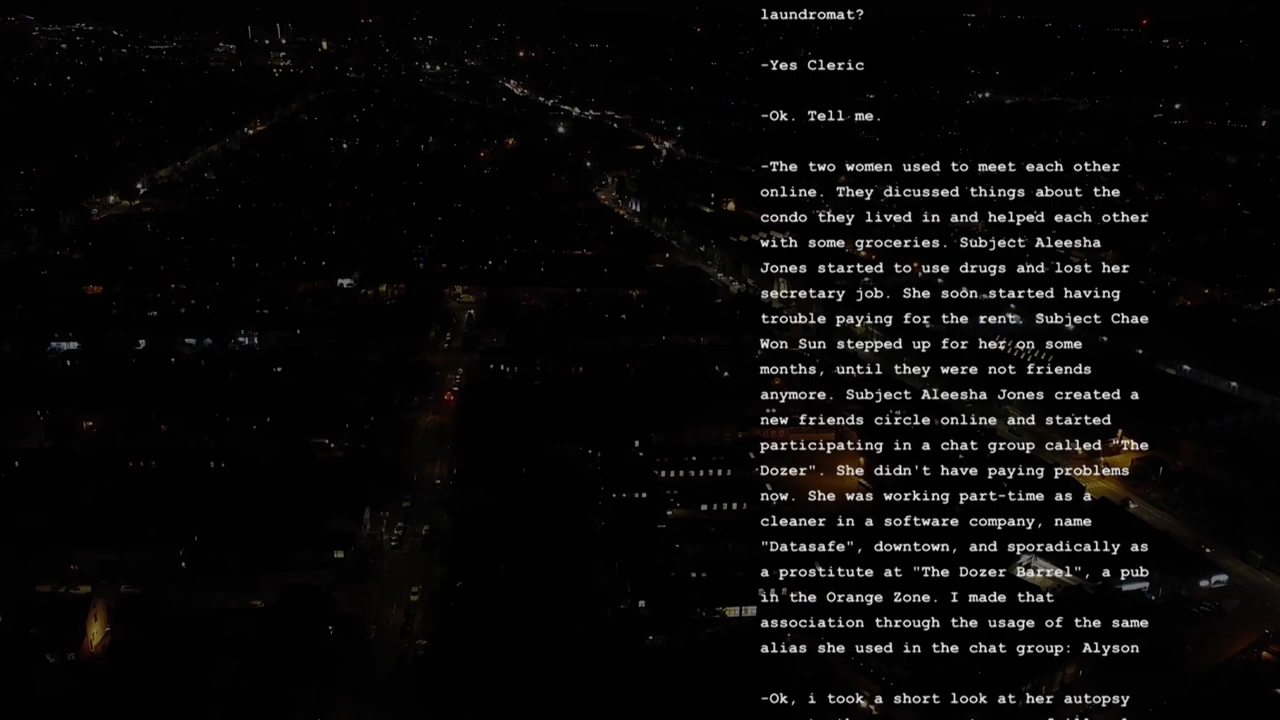 laundromat?
-Yes Cleric
-Ok. Tell me.
-The two women used to meet each other
online. They dicussed things about the
condo they lived in and helped each other
with some groceries. Subject Aleesha
Jones started to use drugs and lost her
secretary job. She soon started having
trouble paying for the rent. Subject Chae
Won Sun stepped up for her on some
months, until they were not friends
anymore. Subject Aleesha Jones created a
new friends circle online and started
participating in a chat group called "The
Dozer". She didn't have paying problems
now. She was working part-time as a
cleaner in a software company, name
"Datasafe", downtown, and sporadically as
a prostitute at "The Dozer Barrel", a pub
in the Orange Zone. I made that
association through the usage of the same
alias she used in the chat group: Alyson
-Ok, i took a short look at her autopsy